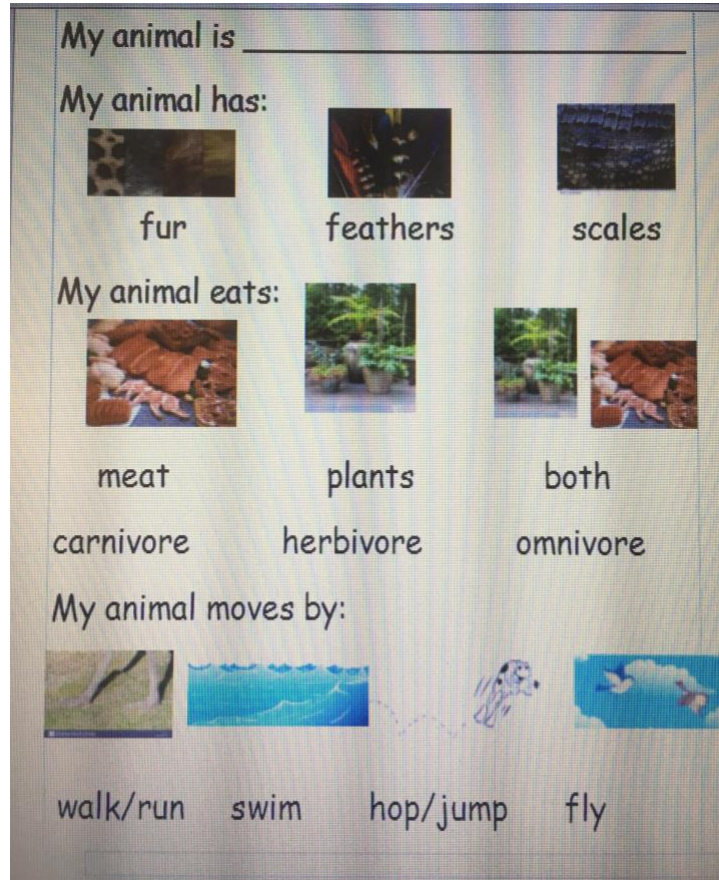 My animal is
My animal has:
fur feathers scales
My animal eats:
meat plants both
carnivore herbivore omnivore
My animal moves by:
walk/run swim hop/jump fly